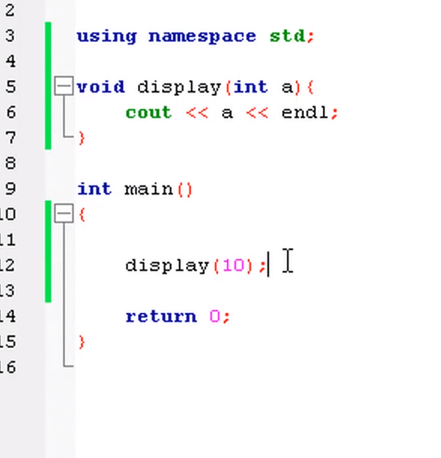 2
3 using namespace std;
4
5 void display(int a){
6 cout << a << endl;
7 }
8
9 int main()
10 {
11
12 display(10);
13
14 return 0;
15 }
16